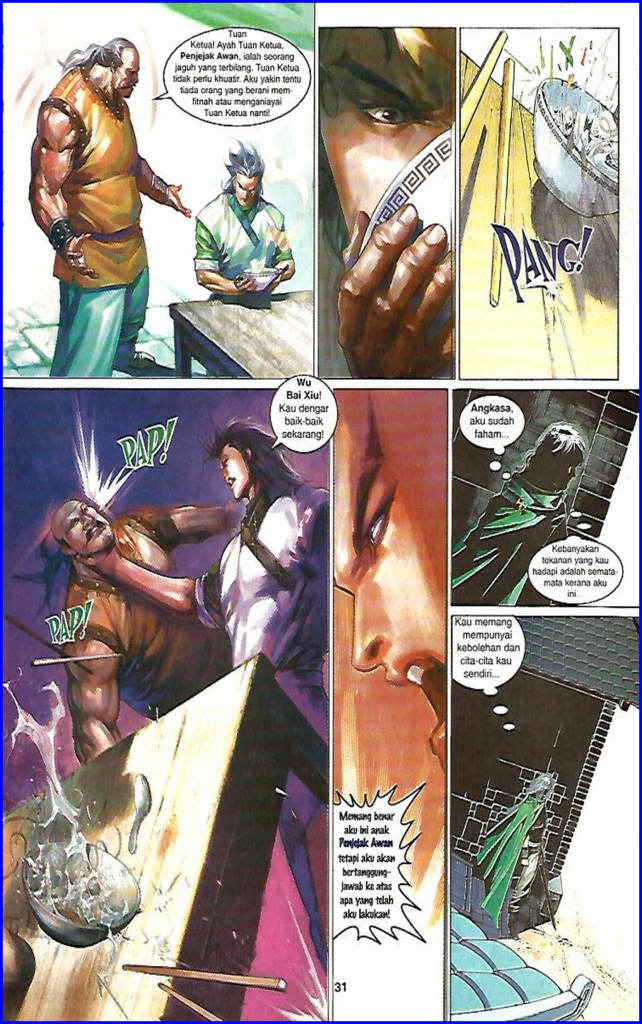 Tuan
Ketua! Ayah Tuan Ketua,
Penjejak Awan, ialah seorang
jaguh yang terbilang. Tuan Ketua
tidak perlu khuatir. Aku yakin tentu
tiada orang yang berani mem-
fitnah atau menganiayai
Tuan Ketua nanti!
PANG!
Wu
Bai Xiu!
Kau dengar
baik-baik
sekarang!
PAP!
PAP!
Memang benar
aku ini anak
Penjejak Awan
tetapi aku akan
bertanggung-
jawab ke atas
apa yang telah
aku lakukan!
Angkasa,
aku sudah
faham...
Kebanyakan
tekanan yang kau
hadapi adalah semata-
mata kerana aku
ini...
Kau memang
mempunyai
kebolehan dan
cita-cita kau
sendiri...
31